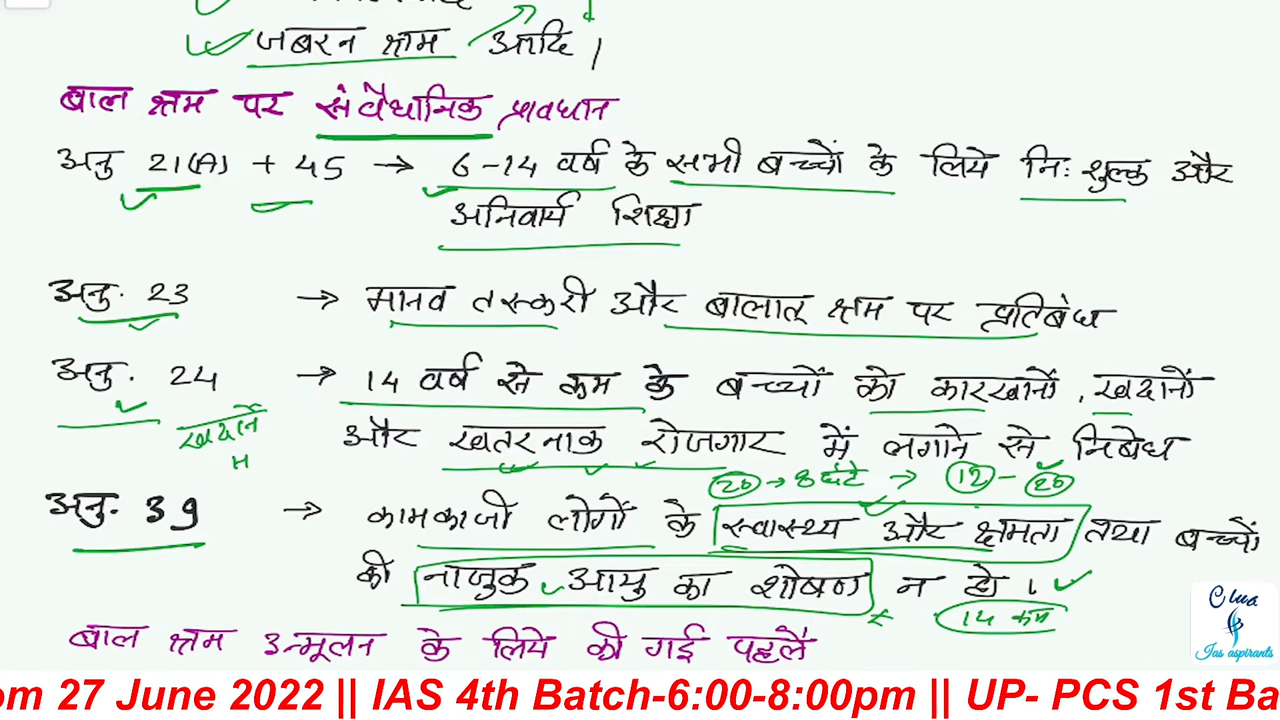 जबरन श्रम आदि।
बाल श्रम पर संवैधानिक प्रावधान
अनु 21(A) + 45 → 6-14 वर्ष के सभी बच्चों के लिये निः शुल्क और
अनिवार्य शिक्षा
अनु. 23 → मानव तस्करी और बालात् श्रम पर प्रतिबंध
अनु. 24 → 14 वर्ष से कम के बच्चों को कारखानों, खदानों
खदानें
और खतरनाक रोजगार में लगाने से निषेध
20 → 8 घंटे → 12 - 20
अनु. 39 → कामकाजी लोगों के स्वास्थ्य और क्षमता तथा बच्चों
की नाजुक आयु का शोषण न हो।
14 कम
बाल श्रम उन्मूलन के लिये की गई पहलें
Clue
Ias aspirants
om 27 June 2022 || IAS 4th Batch-6:00-8:00pm || UP- PCS 1st Ba